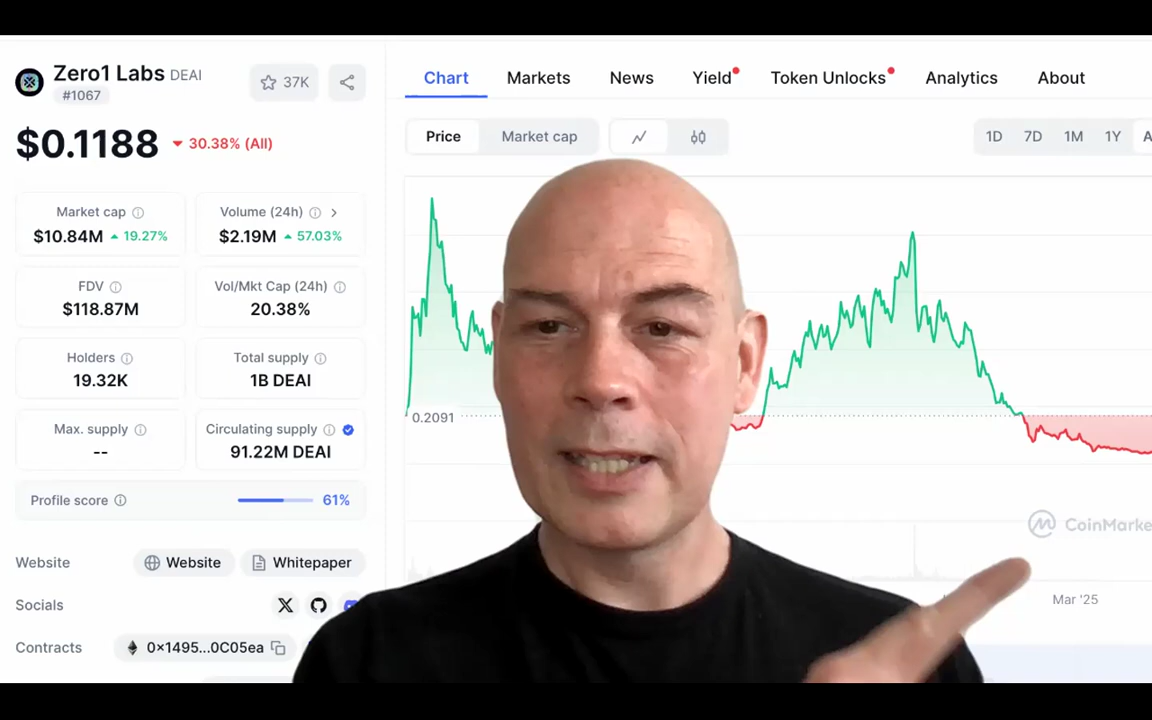 Zero1 Labs DEAI
#1067
37K
$0.1188 30.38% (All)
Market cap
$10.84M 19.27%
Volume (24h)
$2.19M 57.03%
FDV
$118.87M
Vol/Mkt Cap (24h)
20.38%
Holders
19.32K
Total supply
1B DEAI
Max. supply
--
Circulating supply
91.22M DEAI
Profile score 61%
Website Website Whitepaper
Socials
Contracts 0x1495...0C05ea
Chart Markets News Yield Token Unlocks Analytics About
Price Market cap
1D 7D 1M 1Y
0.2091
CoinMarke
Mar '25